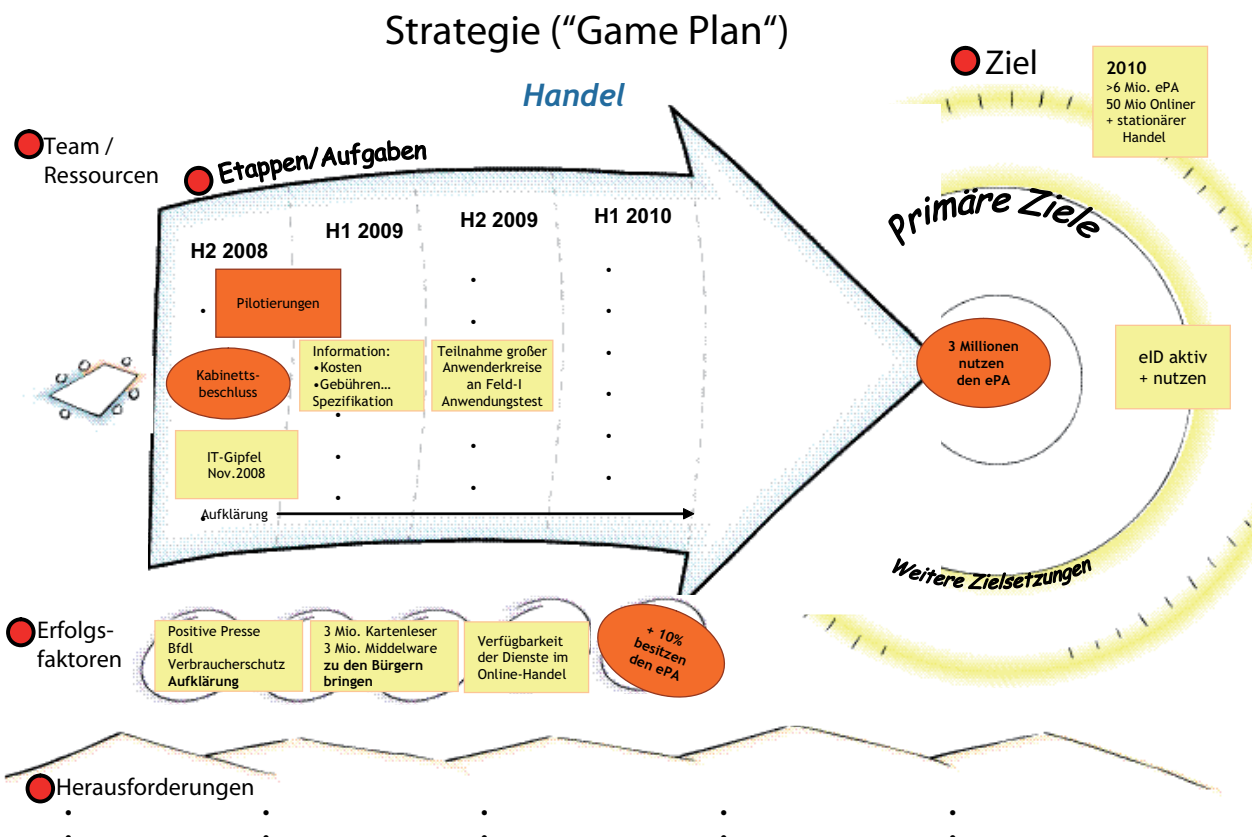 Strategie (“Game Plan“)
Handel
Ziel
2010
>6 Mio. ePA
50 Mio Onliner
+ stationärer
Handel
Team /
Ressourcen
Etappen/Aufgaben
Primäre Ziele
H2 2008
H1 2009
H2 2009
H1 2010
Pilotierungen
Kabinetts-
beschluss
Information:
•Kosten
•Gebühren...
Spezifikation
Teilnahme großer
Anwenderkreise
an Feld-I
Anwendungstest
3 Millionen
nutzen
den ePA
eID aktiv
+ nutzen
IT-Gipfel
Nov.2008
Aufklärung
Weitere Zielsetzungen
Erfolgs-
faktoren
Positive Presse
BfdI
Verbraucherschutz
Aufklärung
3 Mio. Kartenleser
3 Mio. Middelware
zu den Bürgern
bringen
Verfügbarkeit
der Dienste im
Online-Handel
+ 10%
besitzen
den ePA
Herausforderungen